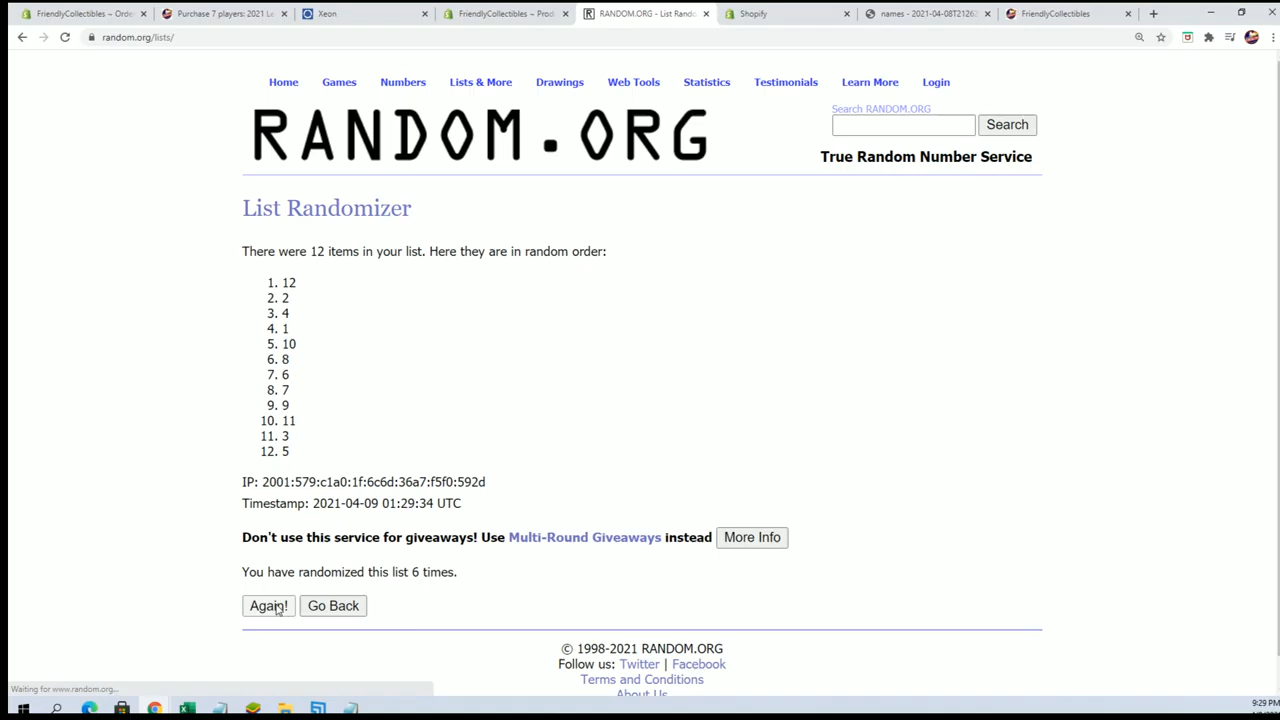 FriendlyCollectibles ~ Orde
Purchase 7 players: 2021 Le
Xeon
FriendlyCollectibles ~ Prod
RANDOM.ORG - List Rando
Shopify
names - 2021-04-08T21262
FriendlyCollectibles
random.org/lists/
Home Games Numbers Lists & More Drawings Web Tools Statistics Testimonials Learn More Login
RANDOM.ORG
Search RANDOM.ORG
Search
True Random Number Service
List Randomizer
There were 12 items in your list. Here they are in random order:
1. 12
2. 2
3. 4
4. 1
5. 10
6. 8
7. 6
8. 7
9. 9
10. 11
11. 3
12. 5
IP: 2001:579:c1a0:1f:6c6d:36a7:f5f0:592d
Timestamp: 2021-04-09 01:29:34 UTC
Don't use this service for giveaways! Use Multi-Round Giveaways instead More Info
You have randomized this list 6 times.
Again! Go Back
© 1998-2021 RANDOM.ORG
Follow us: Twitter | Facebook
Terms and Conditions
About Us
Waiting for www.random.org...
9:29 PM